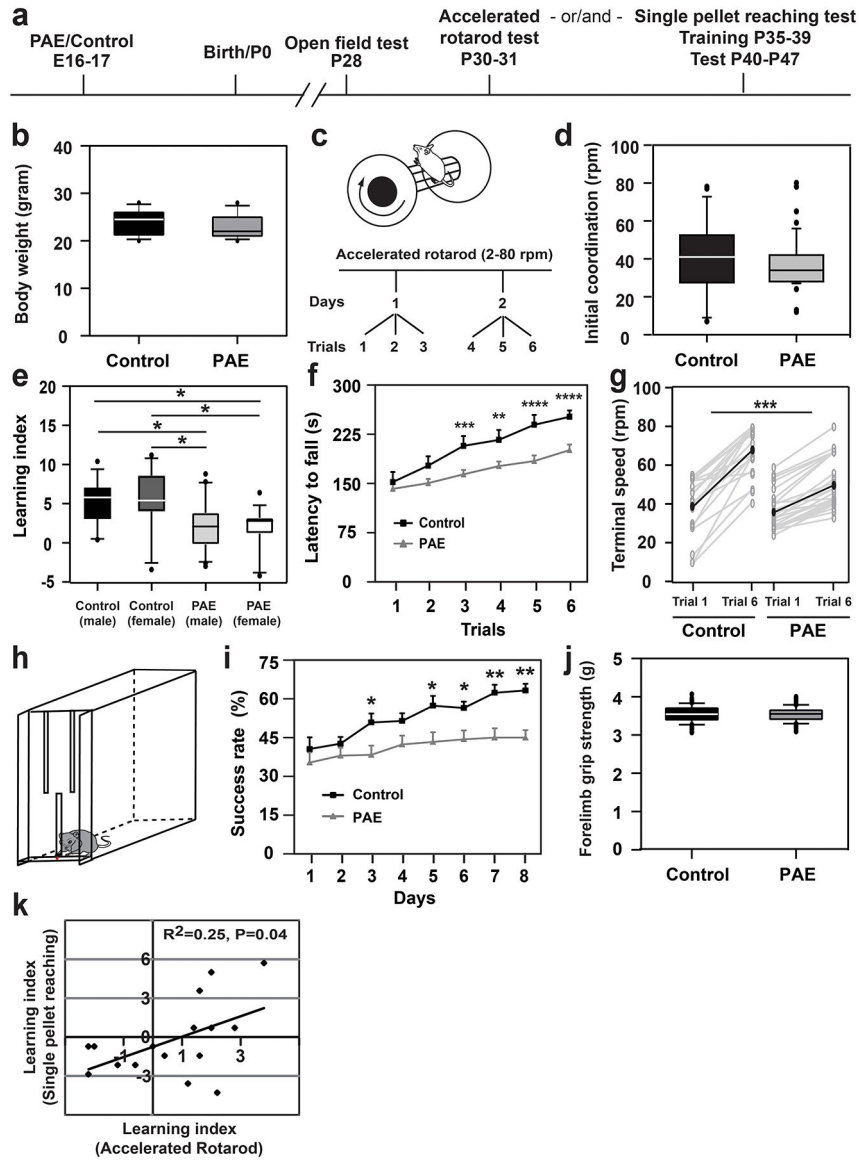 a
PAE/Control
E16-17
Birth/P0
Open field test
P28
Accelerated
rotarod test
P30-31
- or/and -
Single pellet reaching test
Training P35-39
Test P40-P47
b
Body weight (gram)
40
30
20
10
0
Control PAE
c
Accelerated rotarod (2-80 rpm)
Days 1 2
Trials 1 2 3 4 5 6
d
Initial coordination (rpm)
100
80
60
40
20
0
Control PAE
e
Learning index
20
15
10
5
0
-5
* * * *
Control
(male)
Control
(female)
PAE
(male)
PAE
(female)
f
Latency to fall (s)
300
225
150
75
0
*** ** **** ****
Control
PAE
1 2 3 4 5 6
Trials
g
Terminal speed (rpm)
100
80
60
40
20
0
***
Trial 1 Trial 6 Trial 1 Trial 6
Control PAE
h
i
Success rate (%)
75
60
45
30
15
0
* * * ** **
Control
PAE
1 2 3 4 5 6 7 8
Days
j
Forelimb grip strength (g)
5
4
3
2
1
0
Control PAE
k
R2=0.25, P=0.04
Learning index
(Single pellet reaching)
6
3
0
-3
-1 1 3
Learning index
(Accelerated Rotarod)